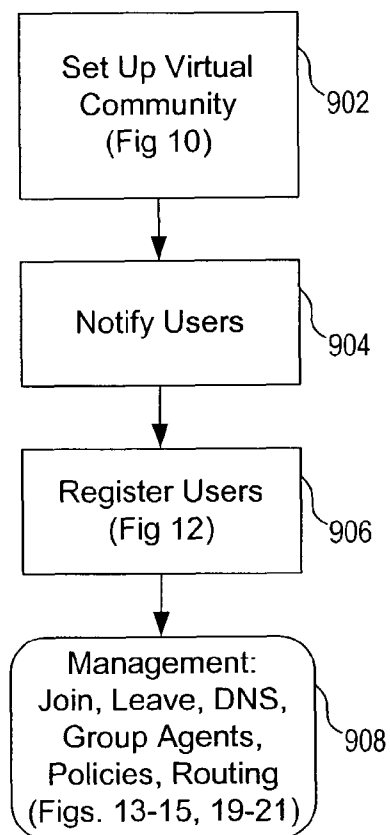 Set Up Virtual
Community
(Fig 10)
902
Notify Users
904
Register Users
(Fig 12)
906
Management:
Join, Leave, DNS,
Group Agents,
Policies, Routing
(Figs. 13-15, 19-21)
908